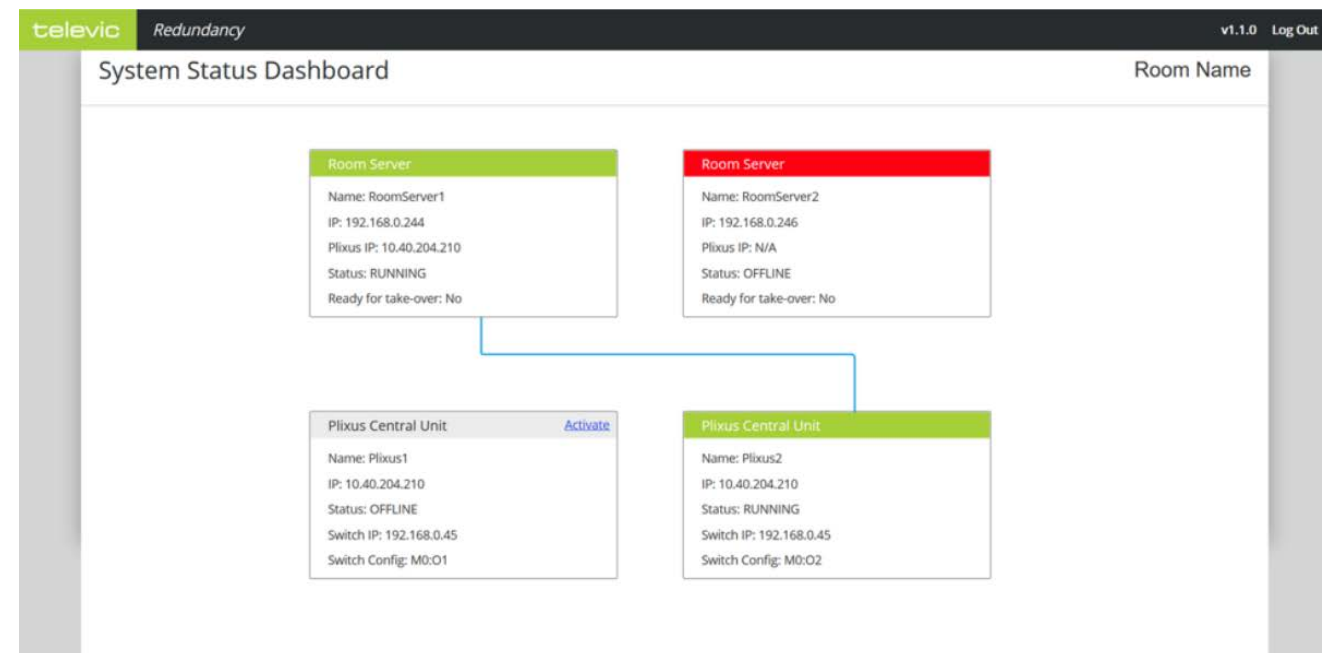 televic Redundancy v1.1.0 Log Out
System Status Dashboard Room Name
Room Server
Name: RoomServer1
IP: 192.168.0.244
Plixus IP: 10.40.204.210
Status: RUNNING
Ready for take-over: No
Room Server
Name: RoomServer2
IP: 192.168.0.246
Plixus IP: N/A
Status: OFFLINE
Ready for take-over: No
Plixus Central Unit Activate
Name: Plixus1
IP: 10.40.204.210
Status: OFFLINE
Switch IP: 192.168.0.45
Switch Config: M0:O1
Plixus Central Unit
Name: Plixus2
IP: 10.40.204.210
Status: RUNNING
Switch IP: 192.168.0.45
Switch Config: M0:O2